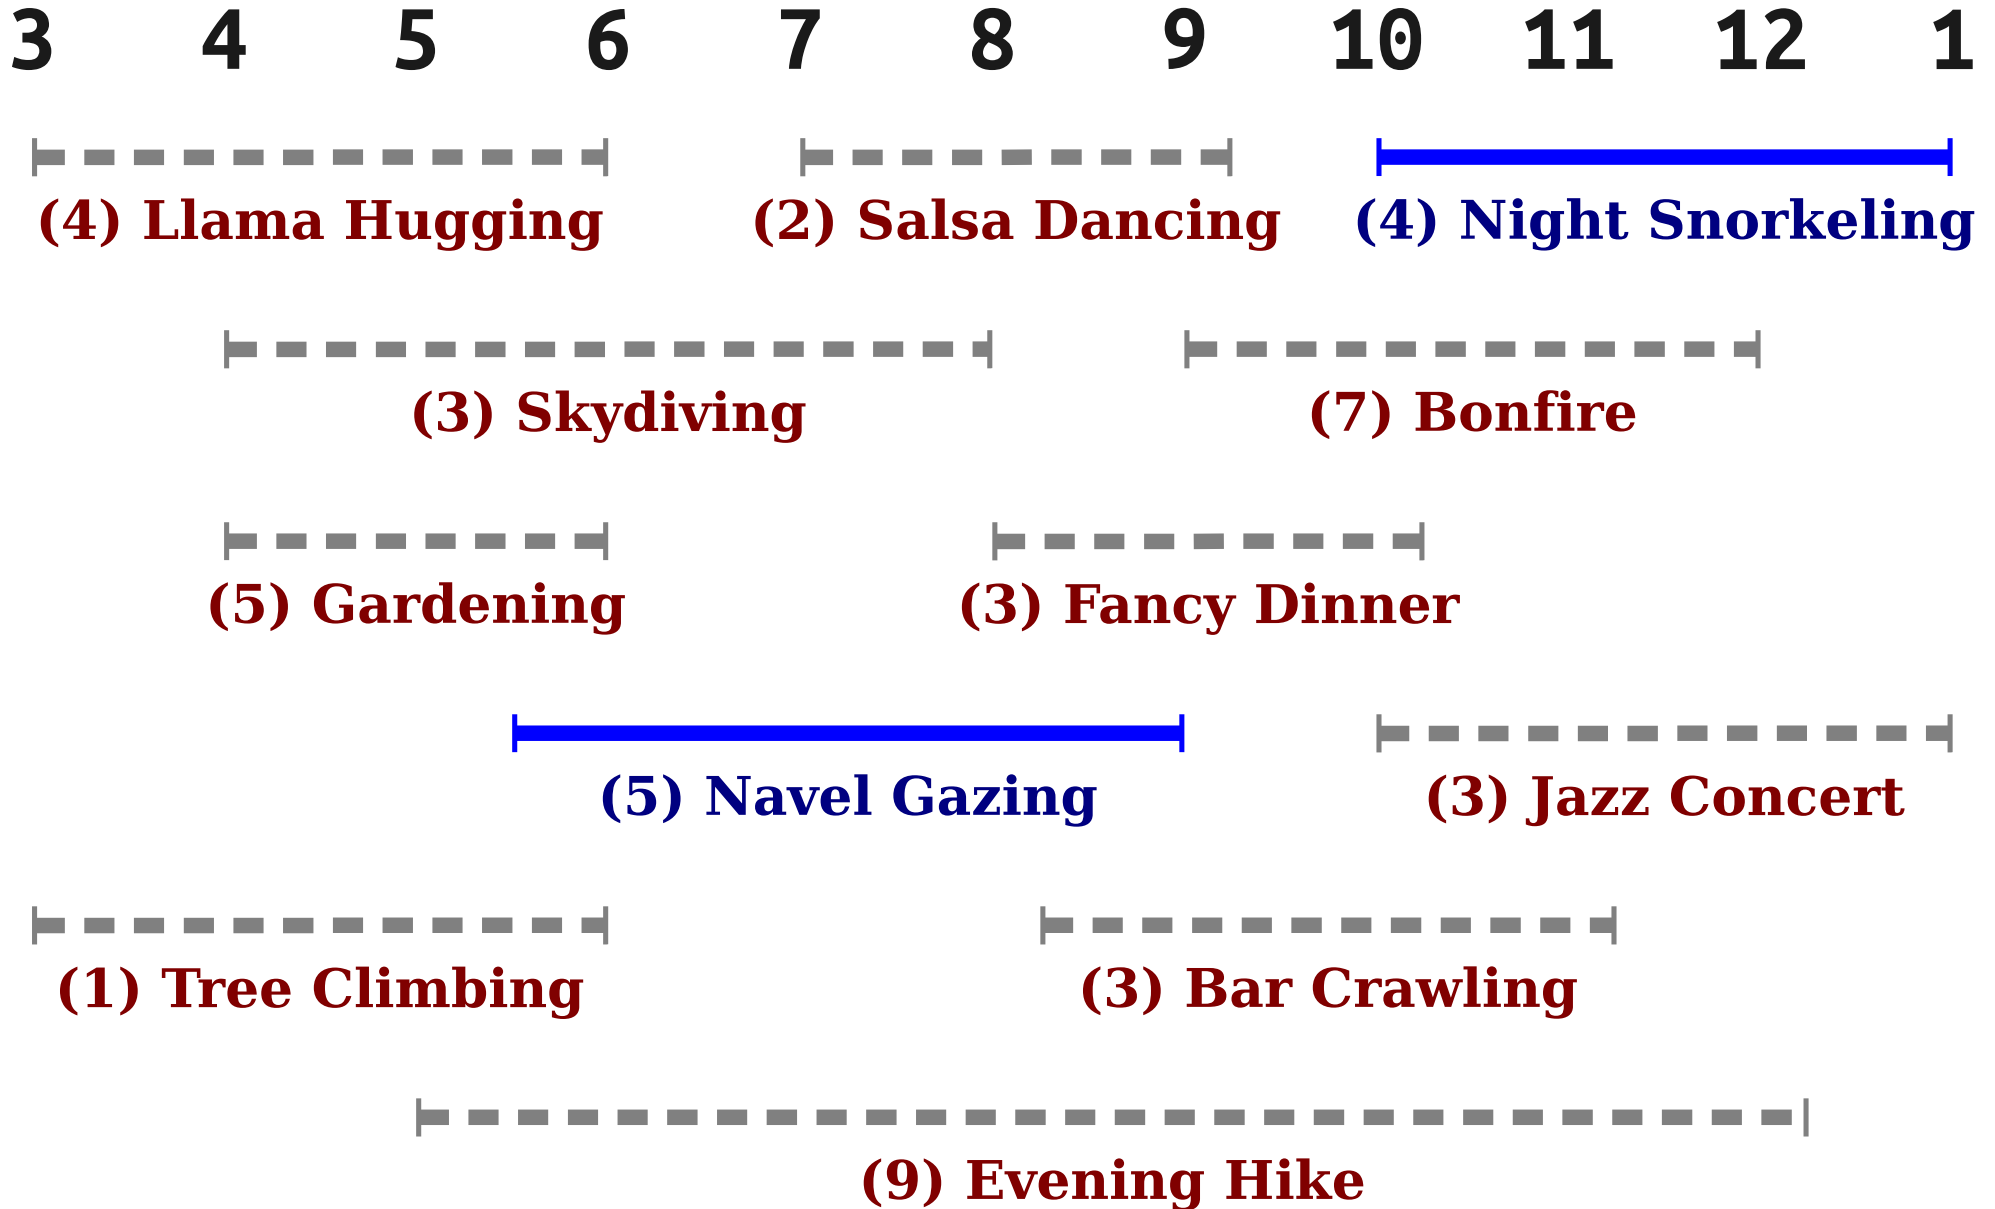 3 4 5 6 7 8 9 10 11 12 1
(4) Llama Hugging (2) Salsa Dancing (4) Night Snorkeling
(3) Skydiving (7) Bonfire
(5) Gardening (3) Fancy Dinner
(5) Navel Gazing (3) Jazz Concert
(1) Tree Climbing (3) Bar Crawling
(9) Evening Hike